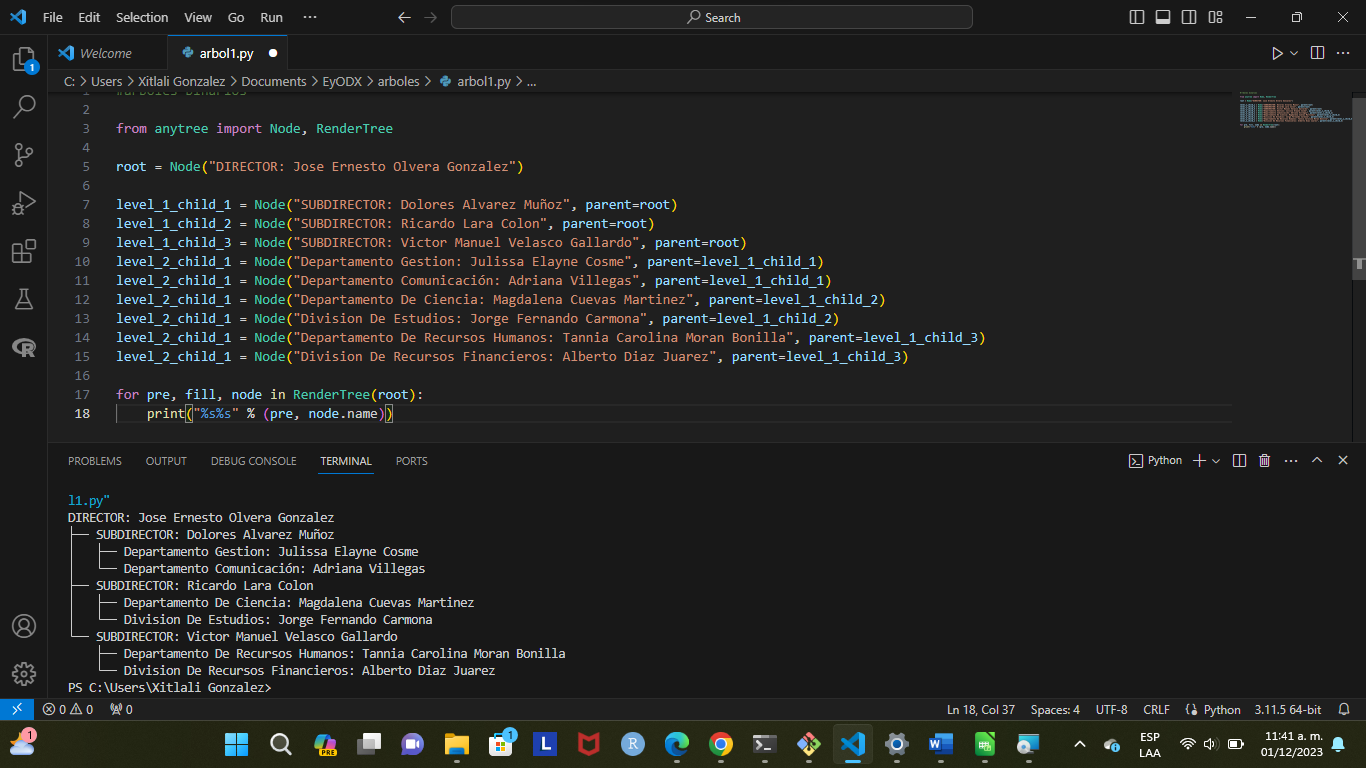 File Edit Selection View Go Run ··· Search
Welcome arbol1.py
C: > Users > Xitlali Gonzalez > Documents > EyODX > arboles > arbol1.py > ...
1 #arboles binarios
2
3 from anytree import Node, RenderTree
4
5 root = Node("DIRECTOR: Jose Ernesto Olvera Gonzalez")
6
7 level_1_child_1 = Node("SUBDIRECTOR: Dolores Alvarez Muñoz", parent=root)
8 level_1_child_2 = Node("SUBDIRECTOR: Ricardo Lara Colon", parent=root)
9 level_1_child_3 = Node("SUBDIRECTOR: Victor Manuel Velasco Gallardo", parent=root)
10 level_2_child_1 = Node("Departamento Gestion: Julissa Elayne Cosme", parent=level_1_child_1)
11 level_2_child_1 = Node("Departamento Comunicación: Adriana Villegas", parent=level_1_child_1)
12 level_2_child_1 = Node("Departamento De Ciencia: Magdalena Cuevas Martinez", parent=level_1_child_2)
13 level_2_child_1 = Node("Division De Estudios: Jorge Fernando Carmona", parent=level_1_child_2)
14 level_2_child_1 = Node("Departamento De Recursos Humanos: Tannia Carolina Moran Bonilla", parent=level_1_child_3)
15 level_2_child_1 = Node("Division De Recursos Financieros: Alberto Diaz Juarez", parent=level_1_child_3)
16
17 for pre, fill, node in RenderTree(root):
18 print("%s%s" % (pre, node.name))
PROBLEMS OUTPUT DEBUG CONSOLE TERMINAL PORTS Python
l1.py"
DIRECTOR: Jose Ernesto Olvera Gonzalez
├── SUBDIRECTOR: Dolores Alvarez Muñoz
│   ├── Departamento Gestion: Julissa Elayne Cosme
│   └── Departamento Comunicación: Adriana Villegas
├── SUBDIRECTOR: Ricardo Lara Colon
│   ├── Departamento De Ciencia: Magdalena Cuevas Martinez
│   └── Division De Estudios: Jorge Fernando Carmona
└── SUBDIRECTOR: Victor Manuel Velasco Gallardo
    ├── Departamento De Recursos Humanos: Tannia Carolina Moran Bonilla
    └── Division De Recursos Financieros: Alberto Diaz Juarez
PS C:\Users\Xitlali Gonzalez>
0 0 0 Ln 18, Col 37 Spaces: 4 UTF-8 CRLF Python 3.11.5 64-bit
ESP 11:41 a. m.
LAA 01/12/2023